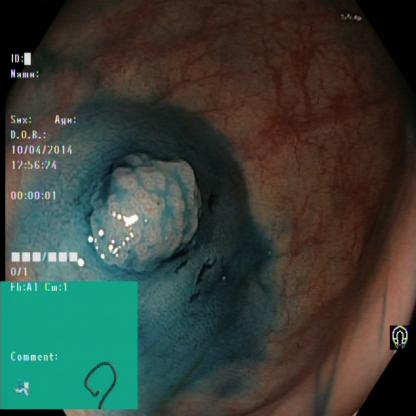 ID:
Name:
Sex: Age:
D.O.B.:
10/04/2014
12:56:24
00:00:01
/
0/1
Eh:A1 Cm:1
Comment: